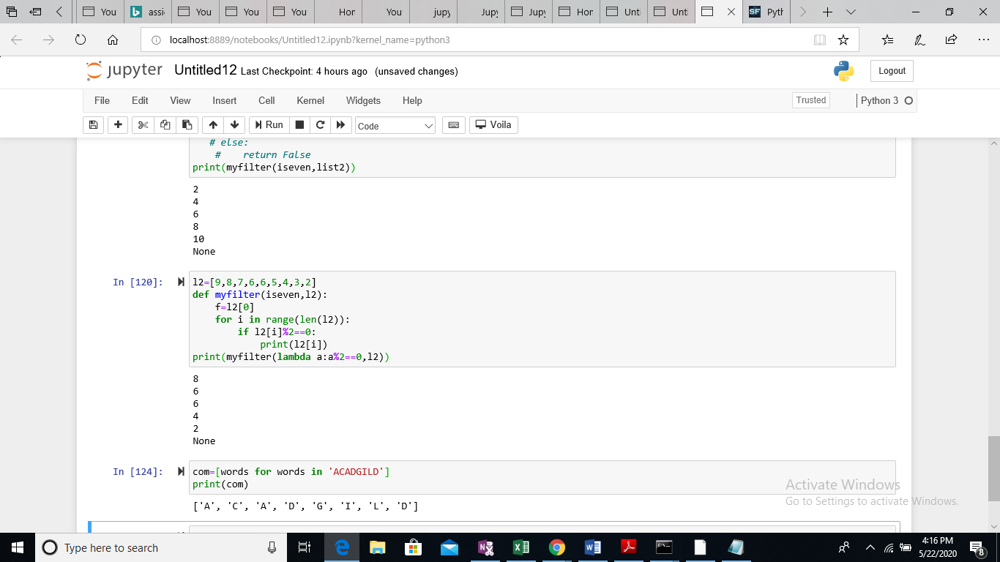 You
assi
You
You
You
Hor
You
jupy
Jupy
Jupy
Hor
Unti
Unti
SF Pyth
localhost:8889/notebooks/Untitled12.ipynb?kernel_name=python3
jupyter Untitled12 Last Checkpoint: 4 hours ago (unsaved changes)
Logout
File Edit View Insert Cell Kernel Widgets Help
Trusted
Python 3
Run
Code
Voila
# else:
#    return False
print(myfilter(iseven,list2))
2
4
6
8
10
None
In [120]:
l2=[9,8,7,6,6,5,4,3,2]
def myfilter(iseven,l2):
    f=l2[0]
    for i in range(len(l2)):
        if l2[i]%2==0:
            print(l2[i])
print(myfilter(lambda a:a%2==0,l2))
8
6
6
4
2
None
In [124]:
com=[words for words in 'ACADGILD']
print(com)
['A', 'C', 'A', 'D', 'G', 'I', 'L', 'D']
Activate Windows
Go to Settings to activate Windows.
Type here to search
4:16 PM
5/22/2020
8